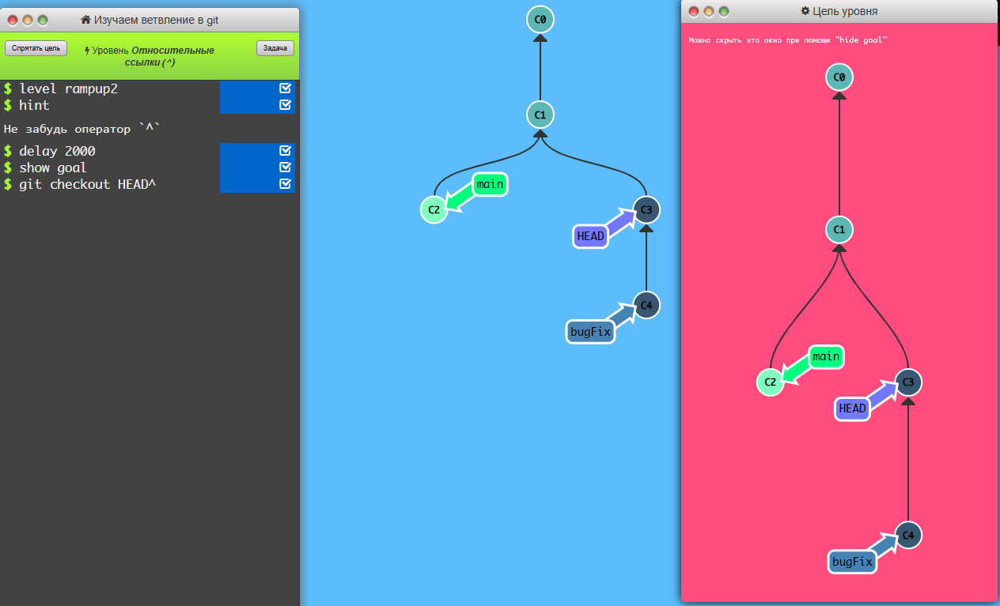 Изучаем ветвление в git
Спрятать цель
Уровень Относительные
ссылки (^)
Задача
$ level rampup2
$ hint
Не забудь оператор `^`
$ delay 2000
$ show goal
$ git checkout HEAD^
C0
C1
main
C2
C3
HEAD
C4
bugFix
Цель уровня
Можно скрыть это окно при помощи "hide goal"
C0
C1
main
C2
C3
HEAD
C4
bugFix